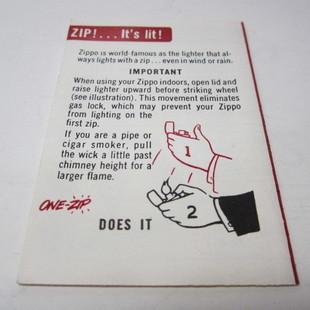 ZIP!...It's lit!
Zippo is world-famous as the lighter that al-
ways lights with a zip...even in wind or rain.
IMPORTANT
When using your Zippo indoors, open lid and
raise lighter upward before striking wheel
(see illustration). This movement eliminates
gas lock, which may prevent your Zippo
from lighting on the
first zip.
If you are a pipe or
cigar smoker, pull
the wick a little past
chimney height for a
larger flame.
1
2
ONE-ZIP
DOES IT